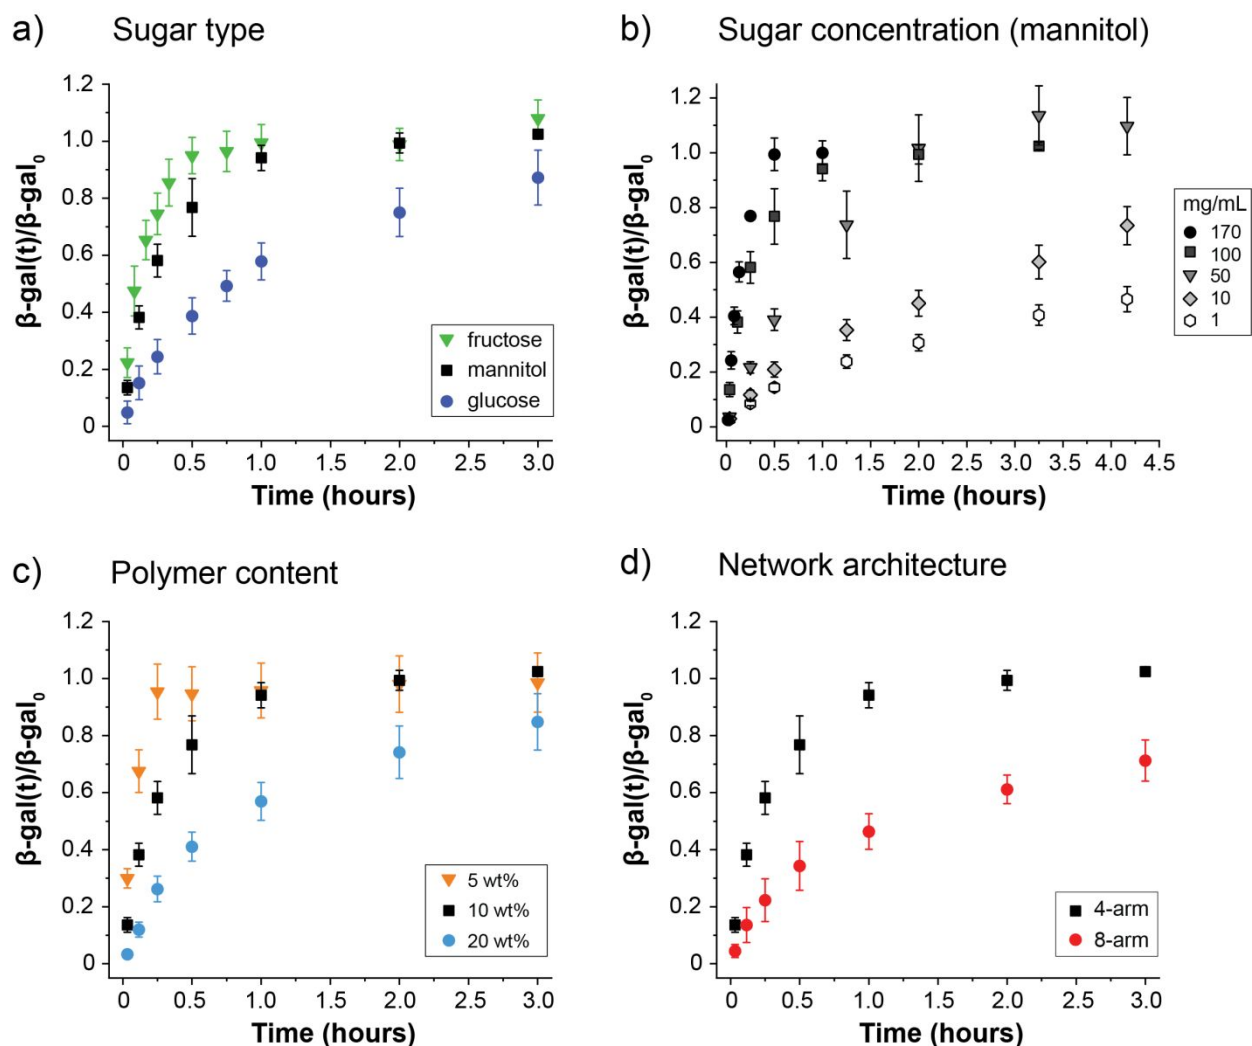 a) Sugar type
β-gal(t)/β-gal₀
1.2
1.0
0.8
0.6
0.4
0.2
0
fructose
mannitol
glucose
0 0.5 1.0 1.5 2.0 2.5 3.0
Time (hours)
b) Sugar concentration (mannitol)
β-gal(t)/β-gal₀
1.2
1.0
0.8
0.6
0.4
0.2
0
mg/mL
170
100
50
10
1
0 0.5 1.0 1.5 2.0 2.5 3.0 3.5 4.0 4.5
Time (hours)
c) Polymer content
β-gal(t)/β-gal₀
1.2
1.0
0.8
0.6
0.4
0.2
0
5 wt%
10 wt%
20 wt%
0 0.5 1.0 1.5 2.0 2.5 3.0
Time (hours)
d) Network architecture
β-gal(t)/β-gal₀
1.2
1.0
0.8
0.6
0.4
0.2
0
4-arm
8-arm
0 0.5 1.0 1.5 2.0 2.5 3.0
Time (hours)